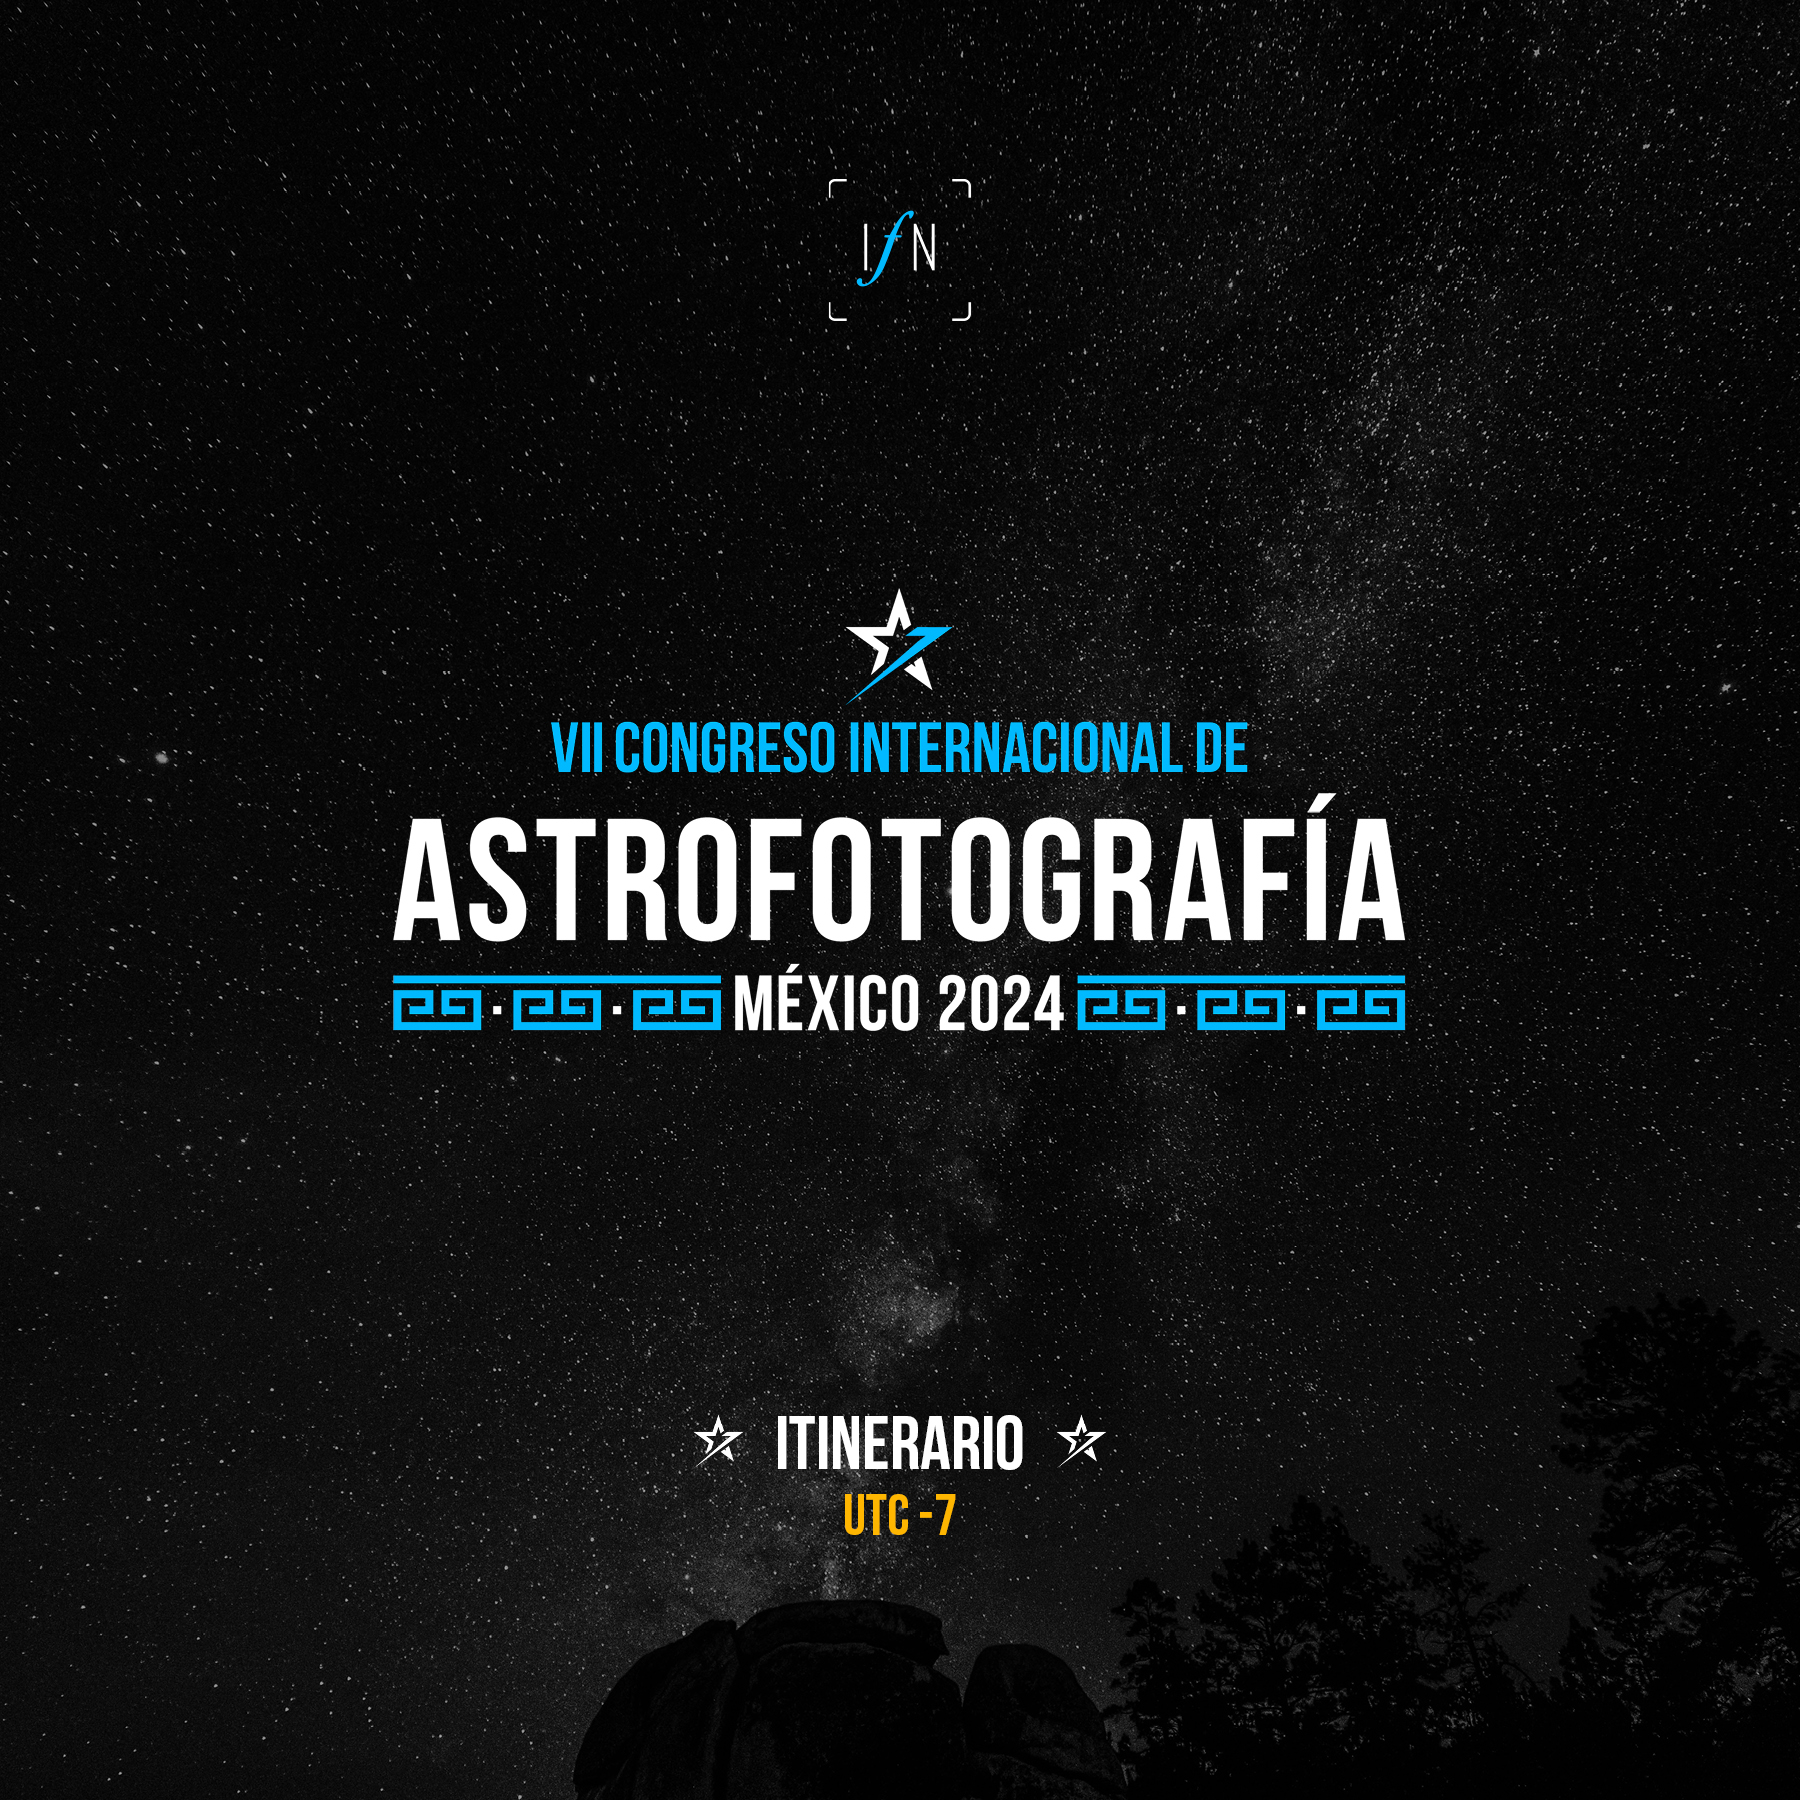 IfN
VII CONGRESO INTERNACIONAL DE
ASTROFOTOGRAFÍA
MÉXICO 2024
ITINERARIO
UTC -7